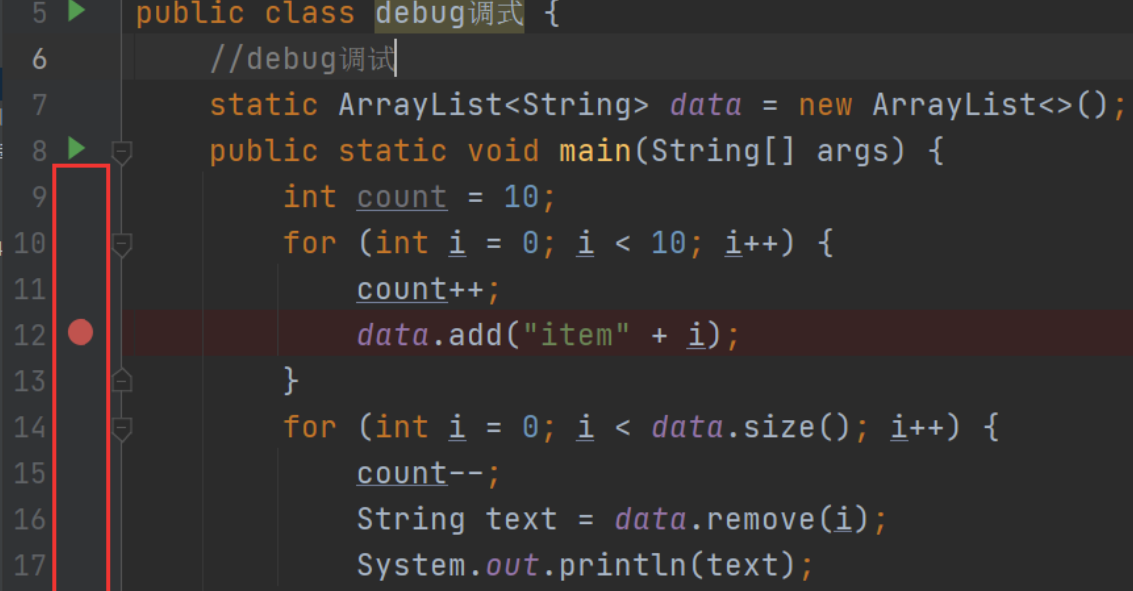 5 public class debug调式 {
6 //debug调试
7 static ArrayList<String> data = new ArrayList<>();
8 public static void main(String[] args) {
9 int count = 10;
10 for (int i = 0; i < 10; i++) {
11 count++;
12 data.add("item" + i);
13 }
14 for (int i = 0; i < data.size(); i++) {
15 count--;
16 String text = data.remove(i);
17 System.out.println(text);